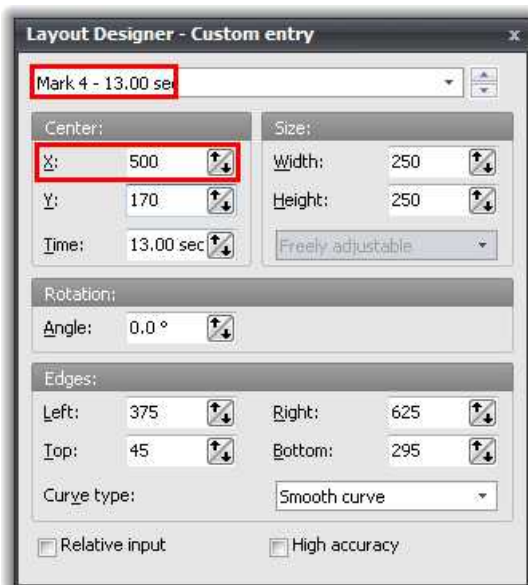 Layout Designer - Custom entry x
Mark 4 - 13.00 sec
Center: Size:
X: 500 Width: 250
Y: 170 Height: 250
Time: 13.00 sec Freely adjustable
Rotation:
Angle: 0.0 °
Edges:
Left: 375 Right: 625
Top: 45 Bottom: 295
Curve type: Smooth curve
Relative input High accuracy